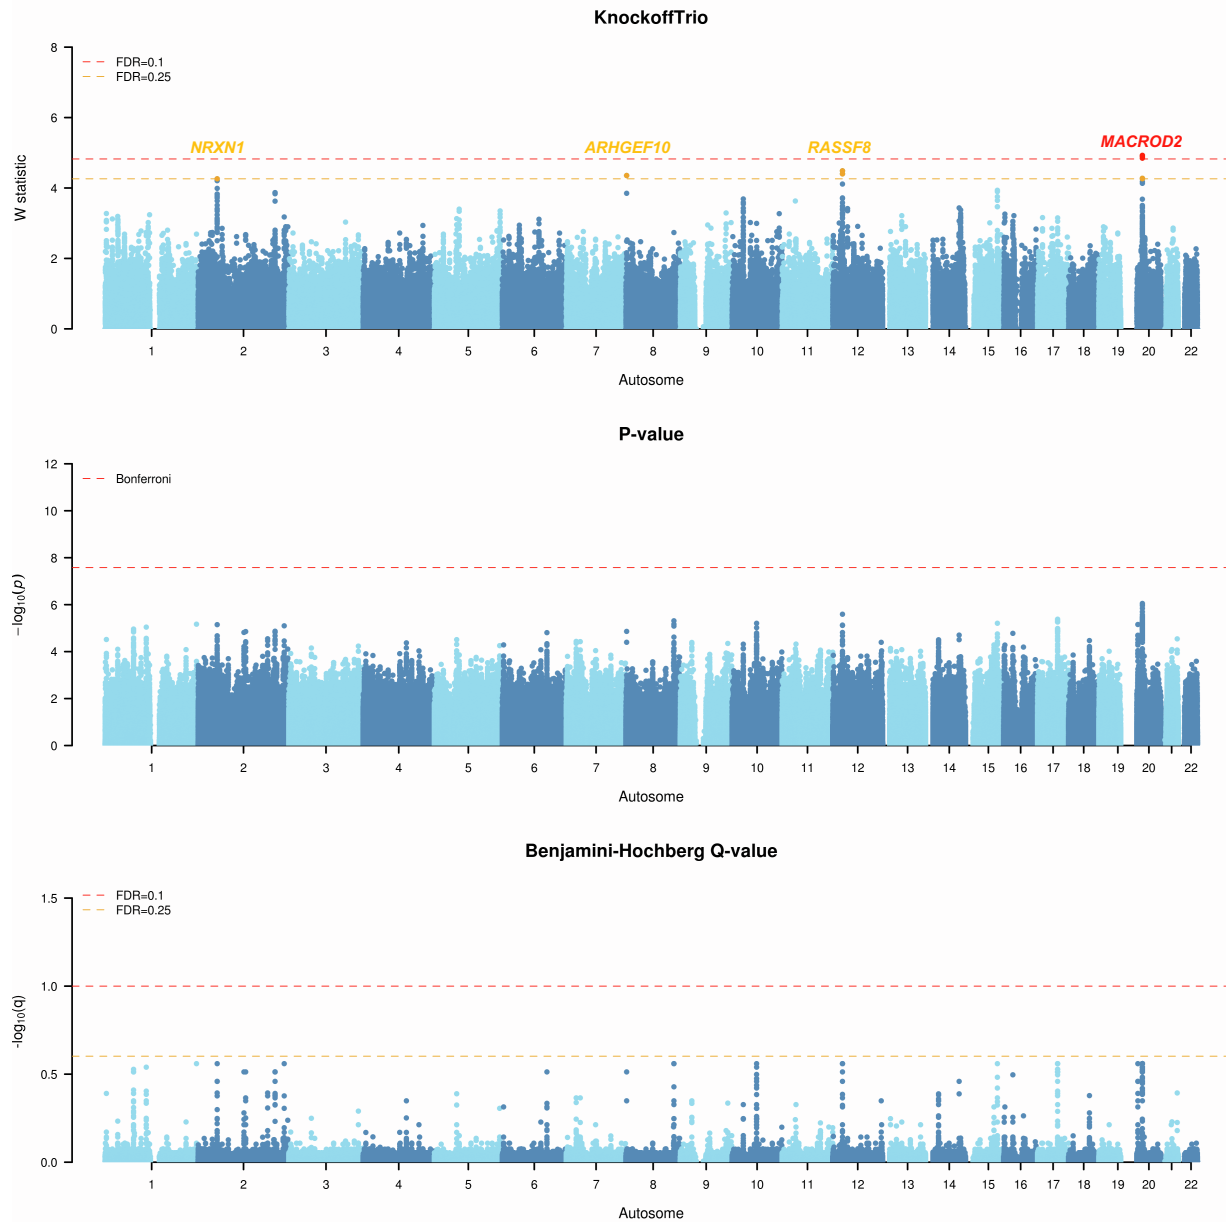 KnockoffTrio
8
6
4
2
0
W statistic
FDR=0.1
FDR=0.25
NRXN1
ARHGEF10
RASSF8
MACROD2
1 2 3 4 5 6 7 8 9 10 11 12 13 14 15 16 17 18 19 20 22
Autosome
P-value
12
10
8
6
4
2
0
−log10(p)
Bonferroni
1 2 3 4 5 6 7 8 9 10 11 12 13 14 15 16 17 18 19 20 22
Autosome
Benjamini-Hochberg Q-value
1.5
1.0
0.5
0.0
-log10(q)
FDR=0.1
FDR=0.25
1 2 3 4 5 6 7 8 9 10 11 12 13 14 15 16 17 18 19 20 22
Autosome